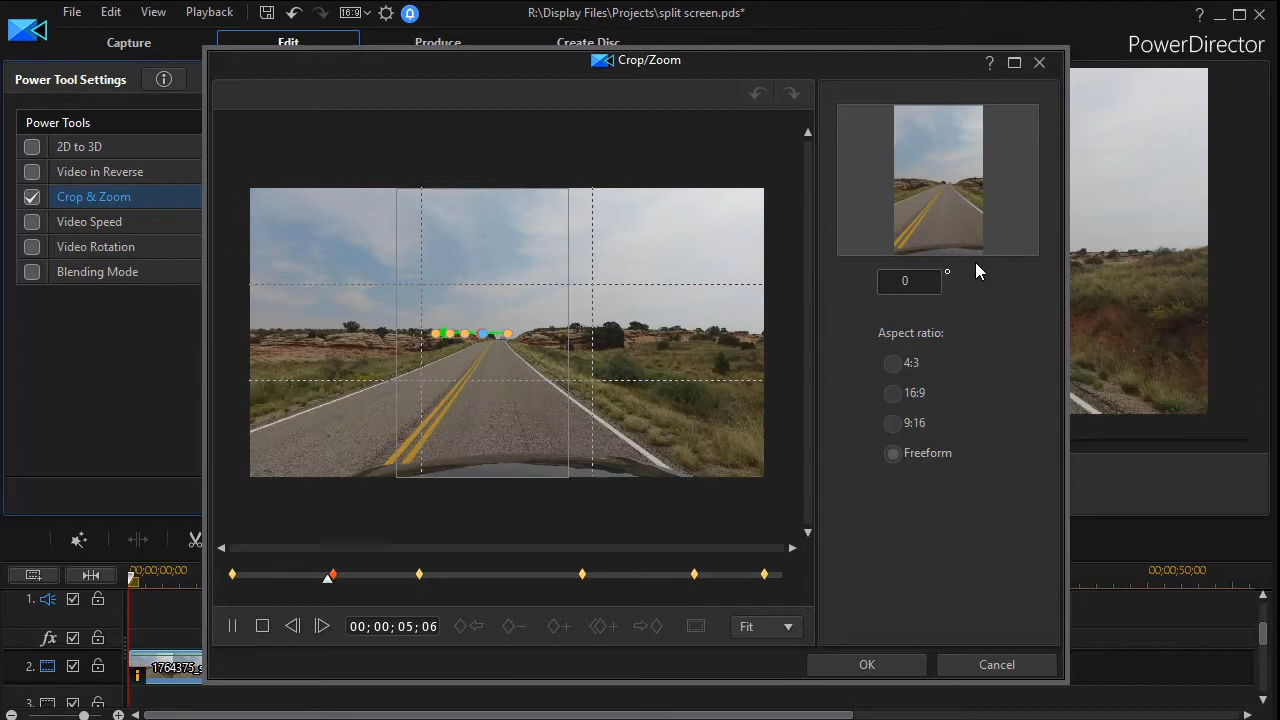 File Edit View Playback 16:9 R:\Display Files\Projects\split screen.pds* ?
Capture Edit Produce Create Disc PowerDirector
Crop/Zoom ?
Power Tool Settings
Power Tools
2D to 3D
Video in Reverse
Crop & Zoom
Video Speed
Video Rotation
Blending Mode
0
Aspect ratio:
4:3
16:9
9:16
Freeform
00;00;00;00 00;00;50;00
1.
fx
00; 00; 05; 06 Fit
2. 1764375_s
OK Cancel
3.